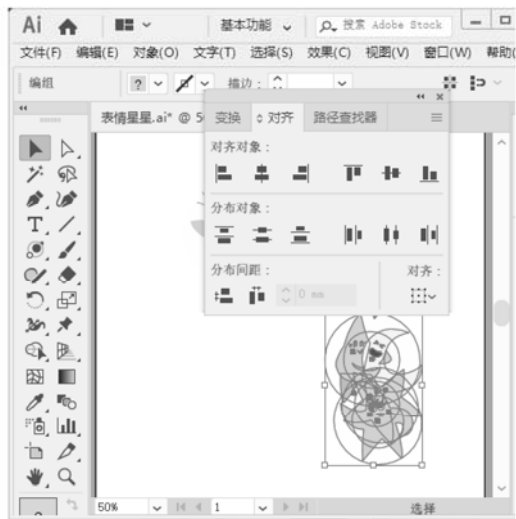 Ai 基本功能 搜索 Adobe Stock
文件(F) 编辑(E) 对象(O) 文字(T) 选择(S) 效果(C) 视图(V) 窗口(W) 帮助(
编组 ? 描边:
表情星星.ai* @ 5 变换 对齐 路径查找器
对齐对象:
分布对象:
分布间距: 对齐:
0 mm
50% 1 选择